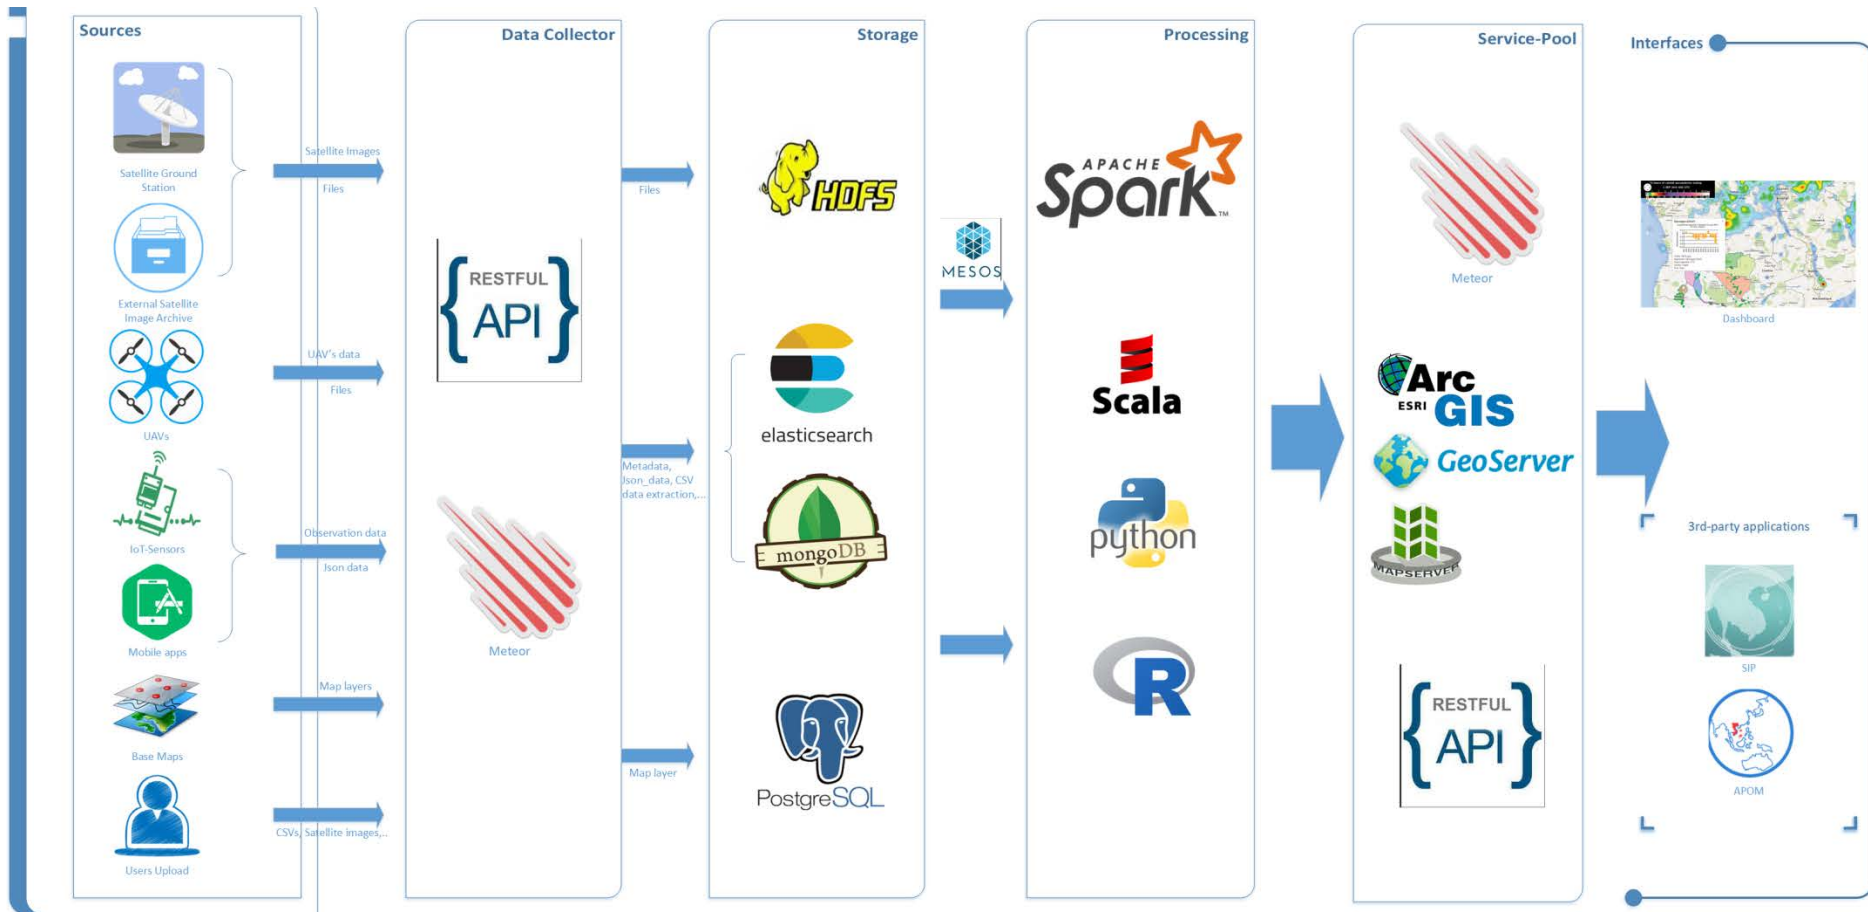 Sources
Satellite Ground
Station
External Satellite
Image Archive
UAVs
IoT-Sensors
Mobile apps
Base Maps
Users Upload
Satellite Images
Files
UAV's data
Files
Observation data
Json data
Map layers
CSVs, Satellite images,..
Data Collector
RESTFUL
API
Meteor
Files
Metadada,
Json_data, CSV
data extraction,...
Map layer
Storage
HDFS
elasticsearch
mongoDB
PostgreSQL
MESOS
Processing
APACHE
Spark™
Scala
python
R
Service-Pool
Meteor
Arc
ESRI GIS
GeoServer
MAPSERVER
RESTFUL
API
Interfaces
Dashboard
3rd-party applications
SIP
APOM